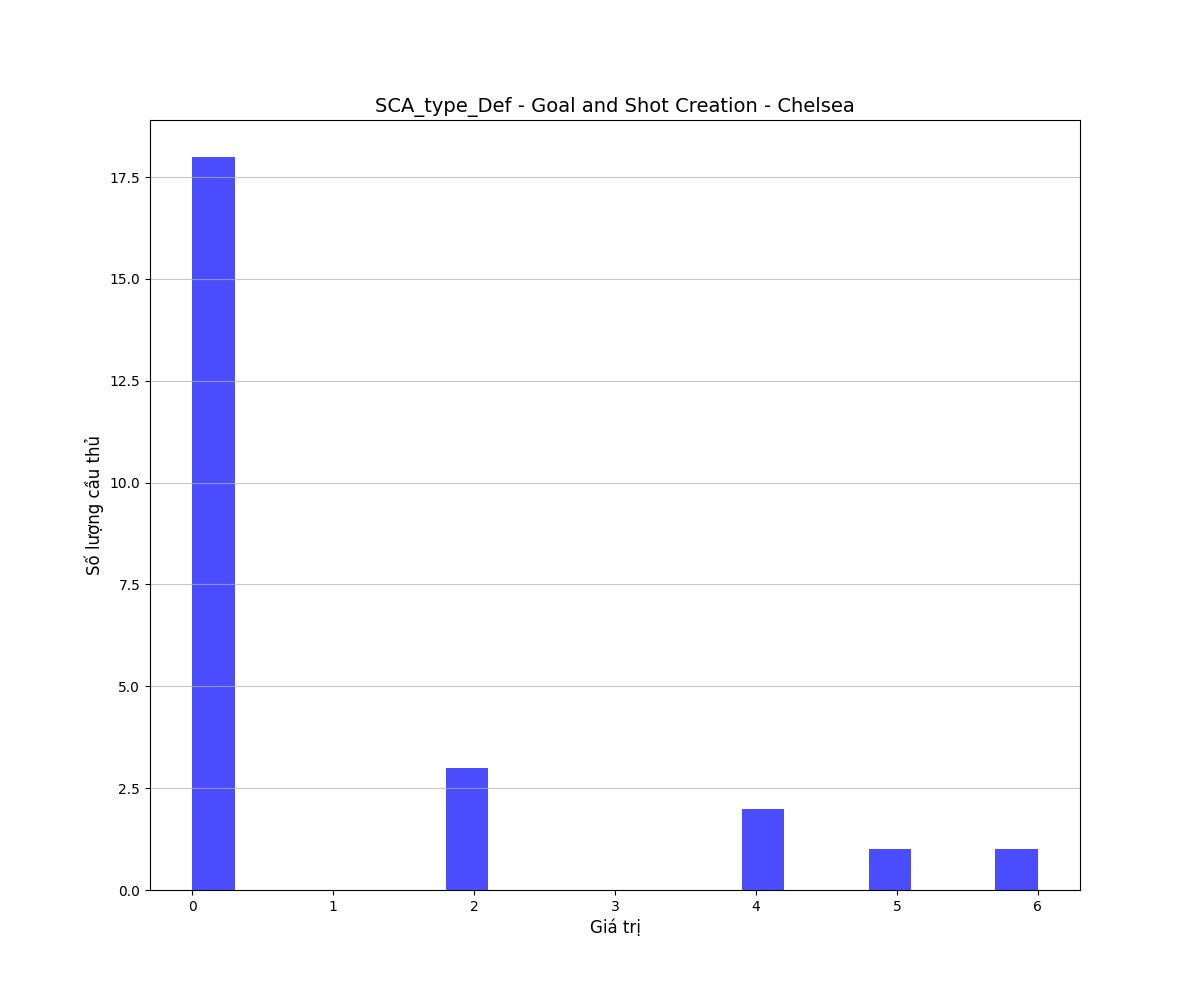 SCA_type_Def - Goal and Shot Creation - Chelsea
Số lượng cầu thủ
17.5
15.0
12.5
10.0
7.5
5.0
2.5
0.0
0 1 2 3 4 5 6
Giá trị